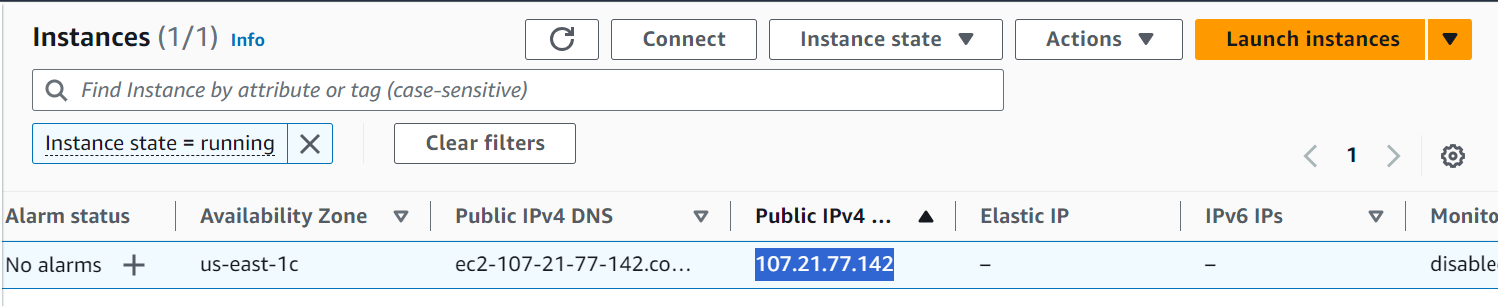 Instances (1/1) Info Connect Instance state Actions Launch instances
Find Instance by attribute or tag (case-sensitive)
Instance state = running Clear filters
1
Alarm status Availability Zone Public IPv4 DNS Public IPv4 ... Elastic IP IPv6 IPs Monito
No alarms us-east-1c ec2-107-21-77-142.co... 107.21.77.142 – – disable